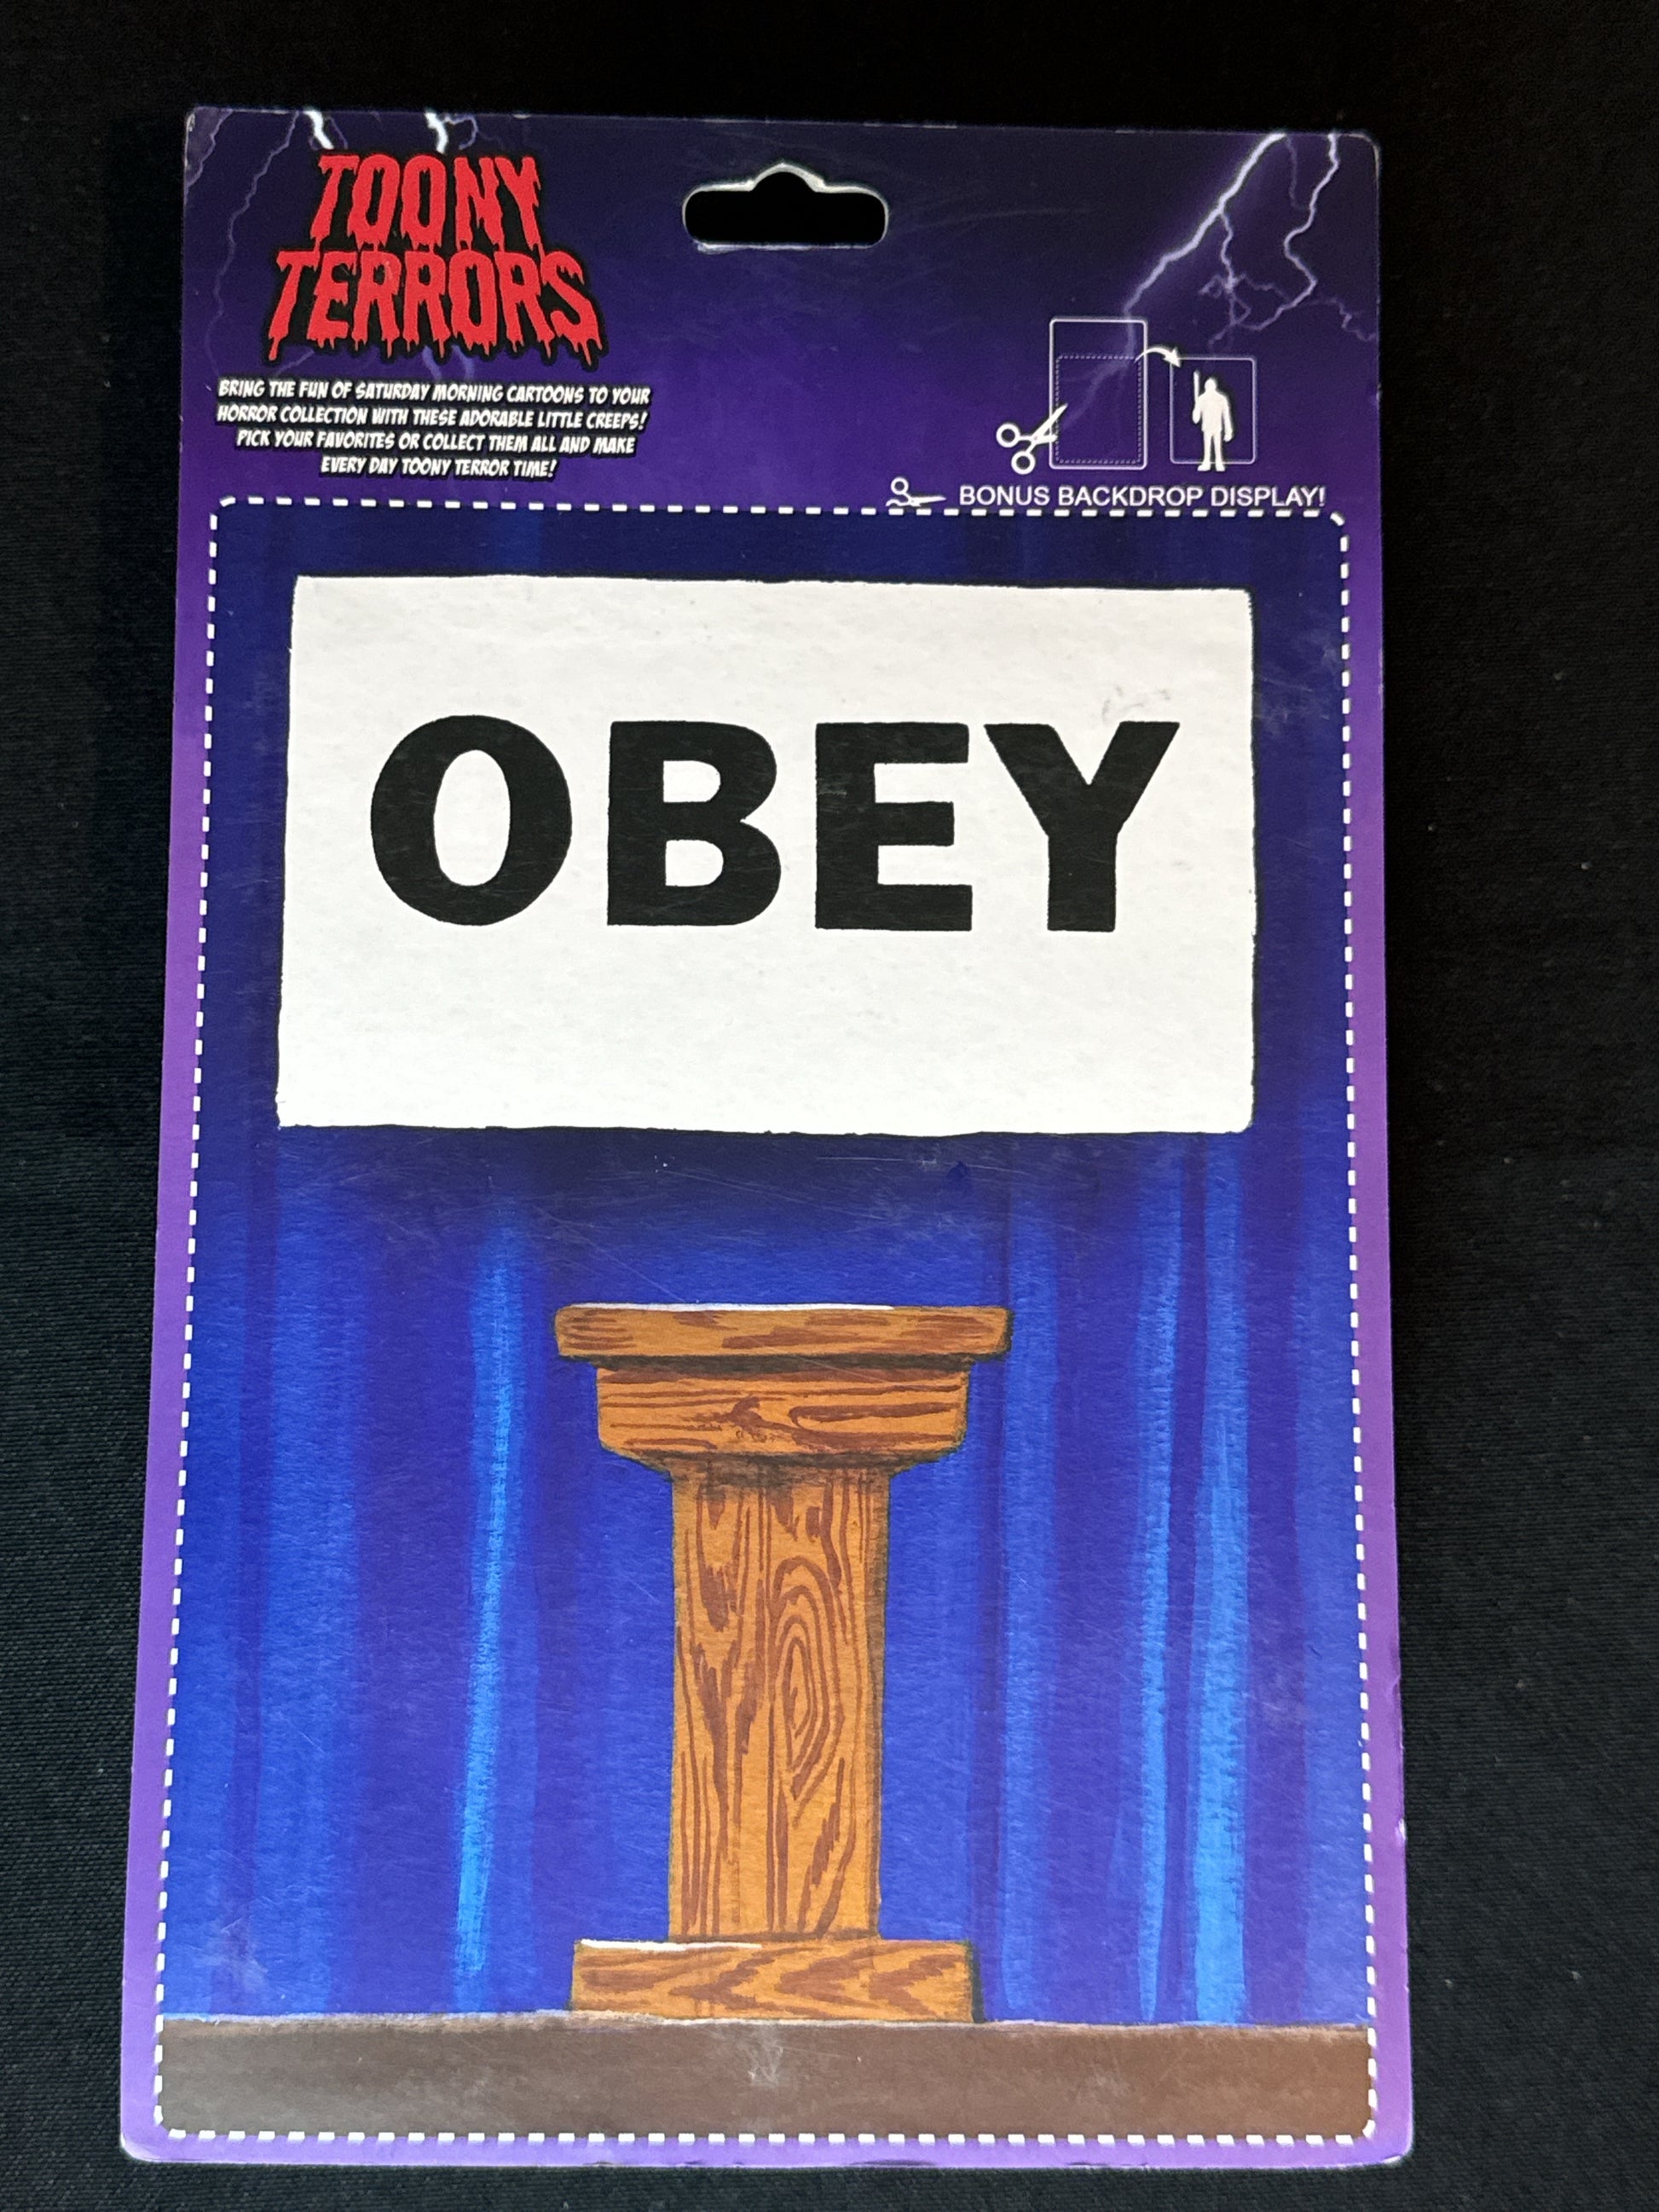 TOONY
TERRORS
BRING THE FUN OF SATURDAY MORNING CARTOONS TO YOUR
HORROR COLLECTION WITH THESE ADORABLE LITTLE CREEPS!
PICK YOUR FAVORITES OR COLLECT THEM ALL AND MAKE
EVERY DAY TOONY TERROR TIME!
BONUS BACKDROP DISPLAY!
OBEY